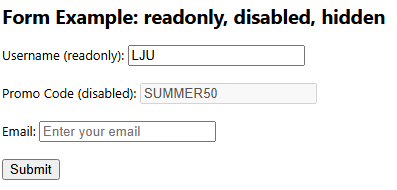 Form Example: readonly, disabled, hidden
Username (readonly): LJU
Promo Code (disabled): SUMMER50
Email: Enter your email
Submit